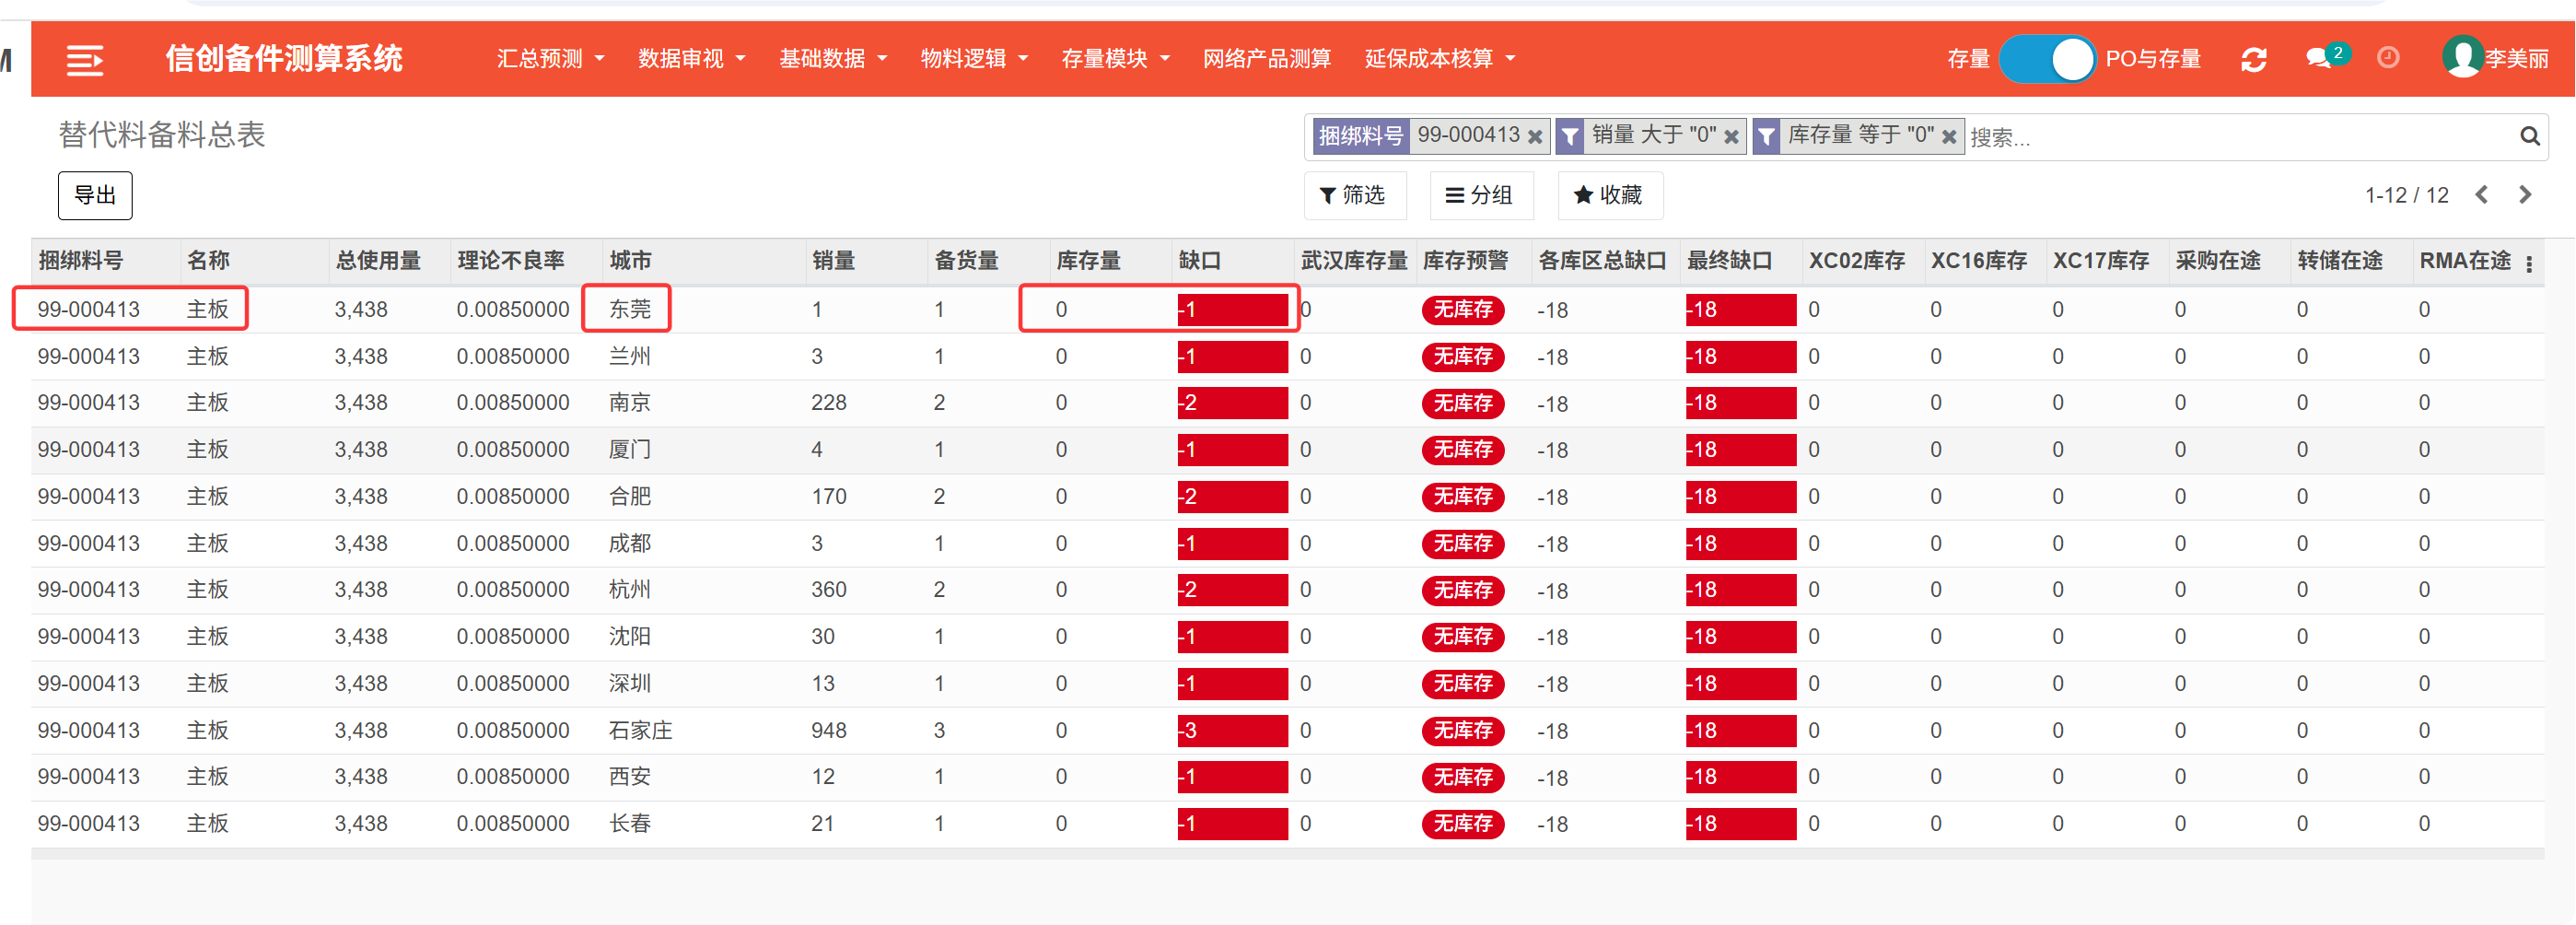 M
信创备件测算系统 汇总预测 数据审视 基础数据 物料逻辑 存量模块 网络产品测算 延保成本核算 存量 PO与存量 2 李美丽
替代料备料总表 捆绑料号 99-000413 销量 大于 "0" 库存量 等于 "0" 搜索...
导出 筛选 分组 收藏 1-12 / 12
捆绑料号 名称 总使用量 理论不良率 城市 销量 备货量 库存量 缺口 武汉库存量 库存预警 各库区总缺口 最终缺口 XC02库存 XC16库存 XC17库存 采购在途 转储在途 RMA在途
99-000413 主板 3,438 0.00850000 东莞 1 1 0 -1 0 无库存 -18 -18 0 0 0 0 0 0
99-000413 主板 3,438 0.00850000 兰州 3 1 0 -1 0 无库存 -18 -18 0 0 0 0 0 0
99-000413 主板 3,438 0.00850000 南京 228 2 0 -2 0 无库存 -18 -18 0 0 0 0 0 0
99-000413 主板 3,438 0.00850000 厦门 4 1 0 -1 0 无库存 -18 -18 0 0 0 0 0 0
99-000413 主板 3,438 0.00850000 合肥 170 2 0 -2 0 无库存 -18 -18 0 0 0 0 0 0
99-000413 主板 3,438 0.00850000 成都 3 1 0 -1 0 无库存 -18 -18 0 0 0 0 0 0
99-000413 主板 3,438 0.00850000 杭州 360 2 0 -2 0 无库存 -18 -18 0 0 0 0 0 0
99-000413 主板 3,438 0.00850000 沈阳 30 1 0 -1 0 无库存 -18 -18 0 0 0 0 0 0
99-000413 主板 3,438 0.00850000 深圳 13 1 0 -1 0 无库存 -18 -18 0 0 0 0 0 0
99-000413 主板 3,438 0.00850000 石家庄 948 3 0 -3 0 无库存 -18 -18 0 0 0 0 0 0
99-000413 主板 3,438 0.00850000 西安 12 1 0 -1 0 无库存 -18 -18 0 0 0 0 0 0
99-000413 主板 3,438 0.00850000 长春 21 1 0 -1 0 无库存 -18 -18 0 0 0 0 0 0